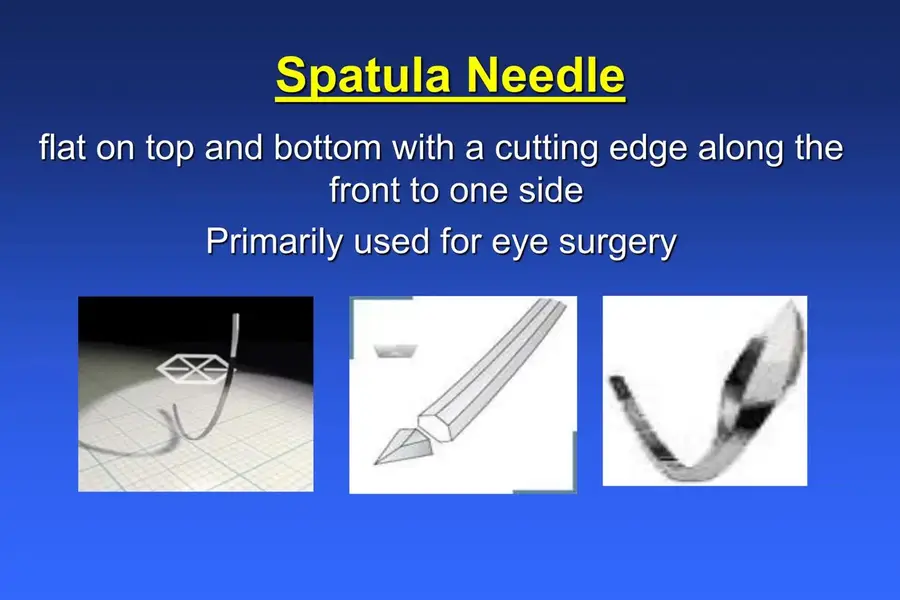 Spatula Needle
flat on top and bottom with a cutting edge along the
front to one side
Primarily used for eye surgery